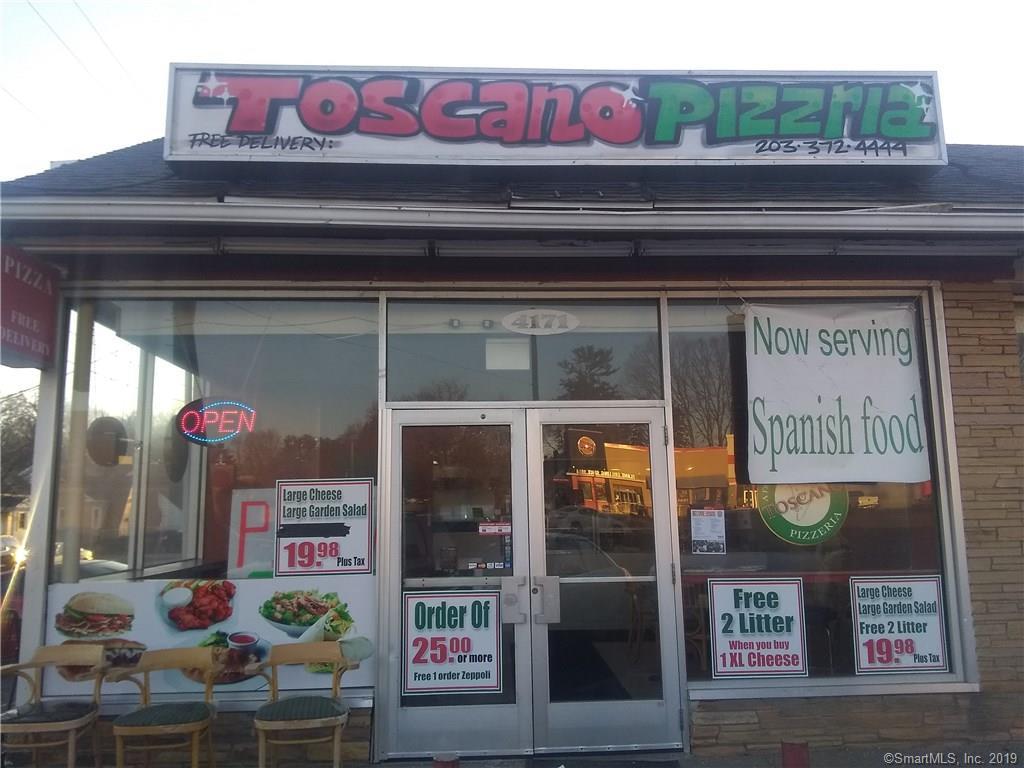 Toscano Pizzria
FREE DELIVERY:
203·372·4444
PIZZA
FREE
DELIVERY
4171
OPEN
Now serving
Spanish food
P
Large Cheese
Large Garden Salad
19.98 Plus Tax
TOSCANO
PIZZERIA
Order Of
25.00 or more
Free 1 order Zeppoli
Free
2 Litter
When you buy
1 XL Cheese
Large Cheese
Large Garden Salad
Free 2 Litter
19.98 Plus Tax
©SmartMLS, Inc. 2019